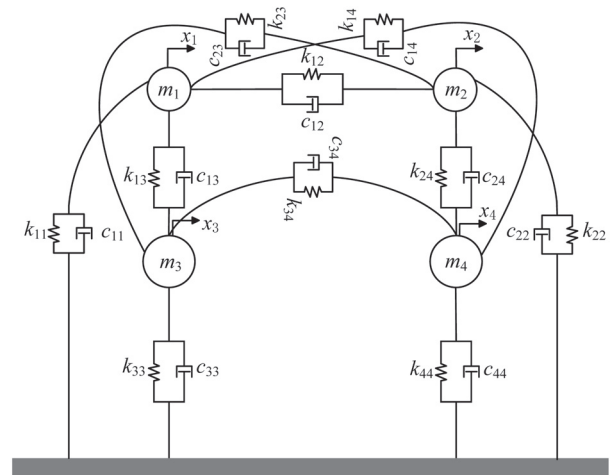 k₂₃ k₁₄
x₁ c₂₃ c₁₄ x₂
k₁₂
m₁ m₂
c₁₂
c₃₄
k₁₃ c₁₃ k₂₄ c₂₄
k₃₄
x₃ x₄
k₁₁ c₁₁ c₂₂ k₂₂
m₃ m₄
k₃₃ c₃₃ k₄₄ c₄₄